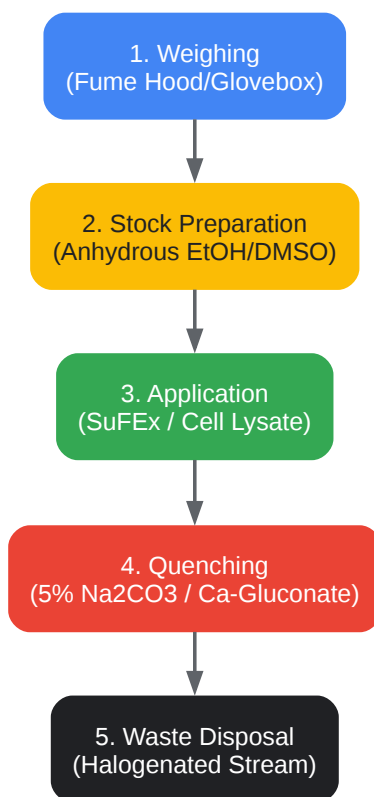 1. Weighing
(Fume Hood/Glovebox)
2. Stock Preparation
(Anhydrous EtOH/DMSO)
3. Application
(SuFEx / Cell Lysate)
4. Quenching
(5% Na2CO3 / Ca-Gluconate)
5. Waste Disposal
(Halogenated Stream)